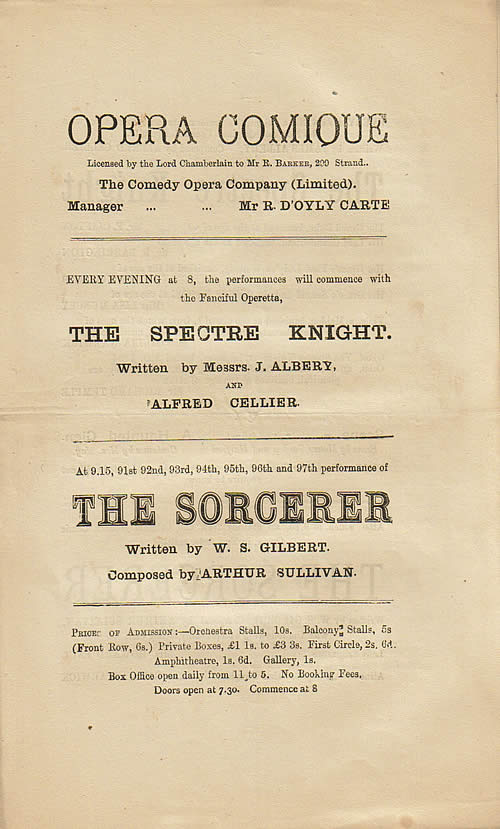 OPERA COMIQUE
Licensed by the Lord Chamberlain to Mr R. BARKER, 299 Strand..
The Comedy Opera Company (Limited).
Manager ... ... Mr R. D'OYLY CARTE
EVERY EVENING at 8, the performances will commence with
the Fanciful Operetta,
THE SPECTRE KNIGHT.
Written by Messrs. J. ALBERY,
AND
ALFRED CELLIER.
At 9.15, 91st 92nd, 93rd, 94th, 95th, 96th and 97th performance of
THE SORCERER
Written by W. S. GILBERT.
Composed by ARTHUR SULLIVAN.
PRICES OF ADMISSION:—Orchestra Stalls, 10s. Balcony Stalls, 5s
(Front Row, 6s.) Private Boxes, £1 1s. to £3 3s. First Circle, 2s. 6d.
Amphitheatre, 1s. 6d. Gallery, 1s.
Box Office open daily from 11 to 5. No Booking Fees.
Doors open at 7.30. Commence at 8